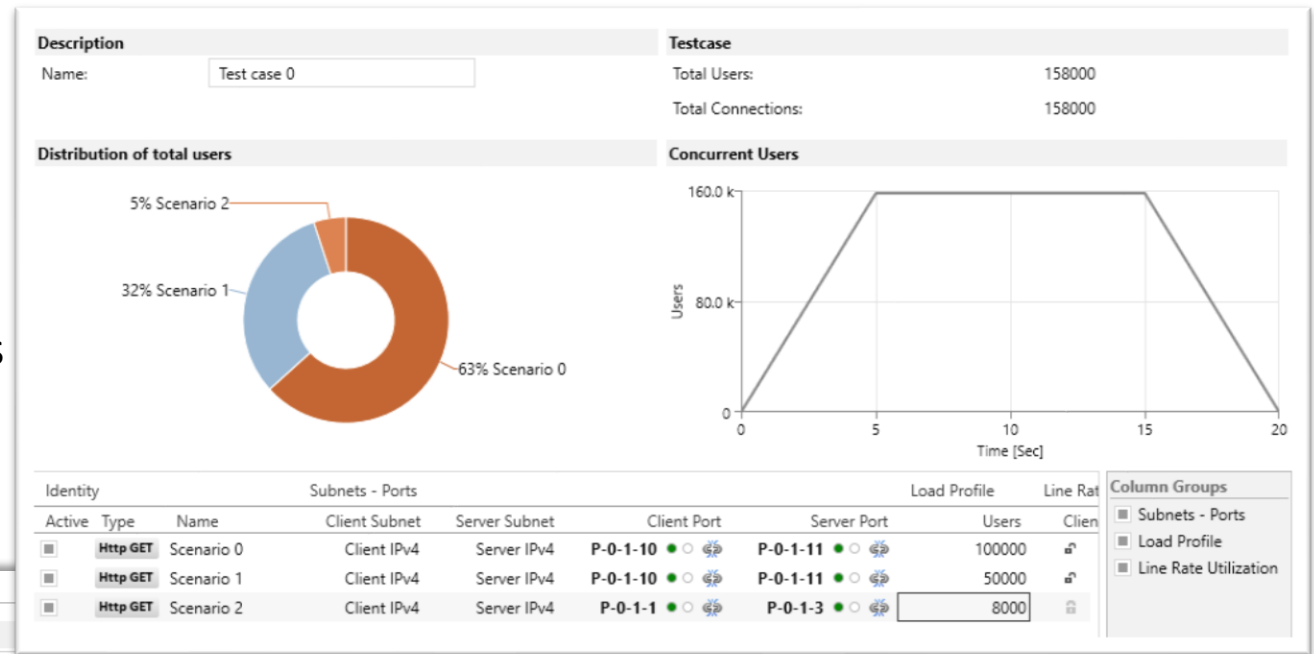 Description
Name: Test case 0
Testcase
Total Users: 158000
Total Connections: 158000
Distribution of total users
5% Scenario 2
32% Scenario 1
63% Scenario 0
Concurrent Users
160.0 k
80.0 k
0
Users
0 5 10 15 20
Time [Sec]
s
Identity Subnets - Ports Load Profile Line Rat
Active Type Name Client Subnet Server Subnet Client Port Server Port Users Clien
Http GET Scenario 0 Client IPv4 Server IPv4 P-0-1-10 P-0-1-11 100000
Http GET Scenario 1 Client IPv4 Server IPv4 P-0-1-10 P-0-1-11 50000
Http GET Scenario 2 Client IPv4 Server IPv4 P-0-1-1 P-0-1-3 8000
Column Groups
Subnets - Ports
Load Profile
Line Rate Utilization